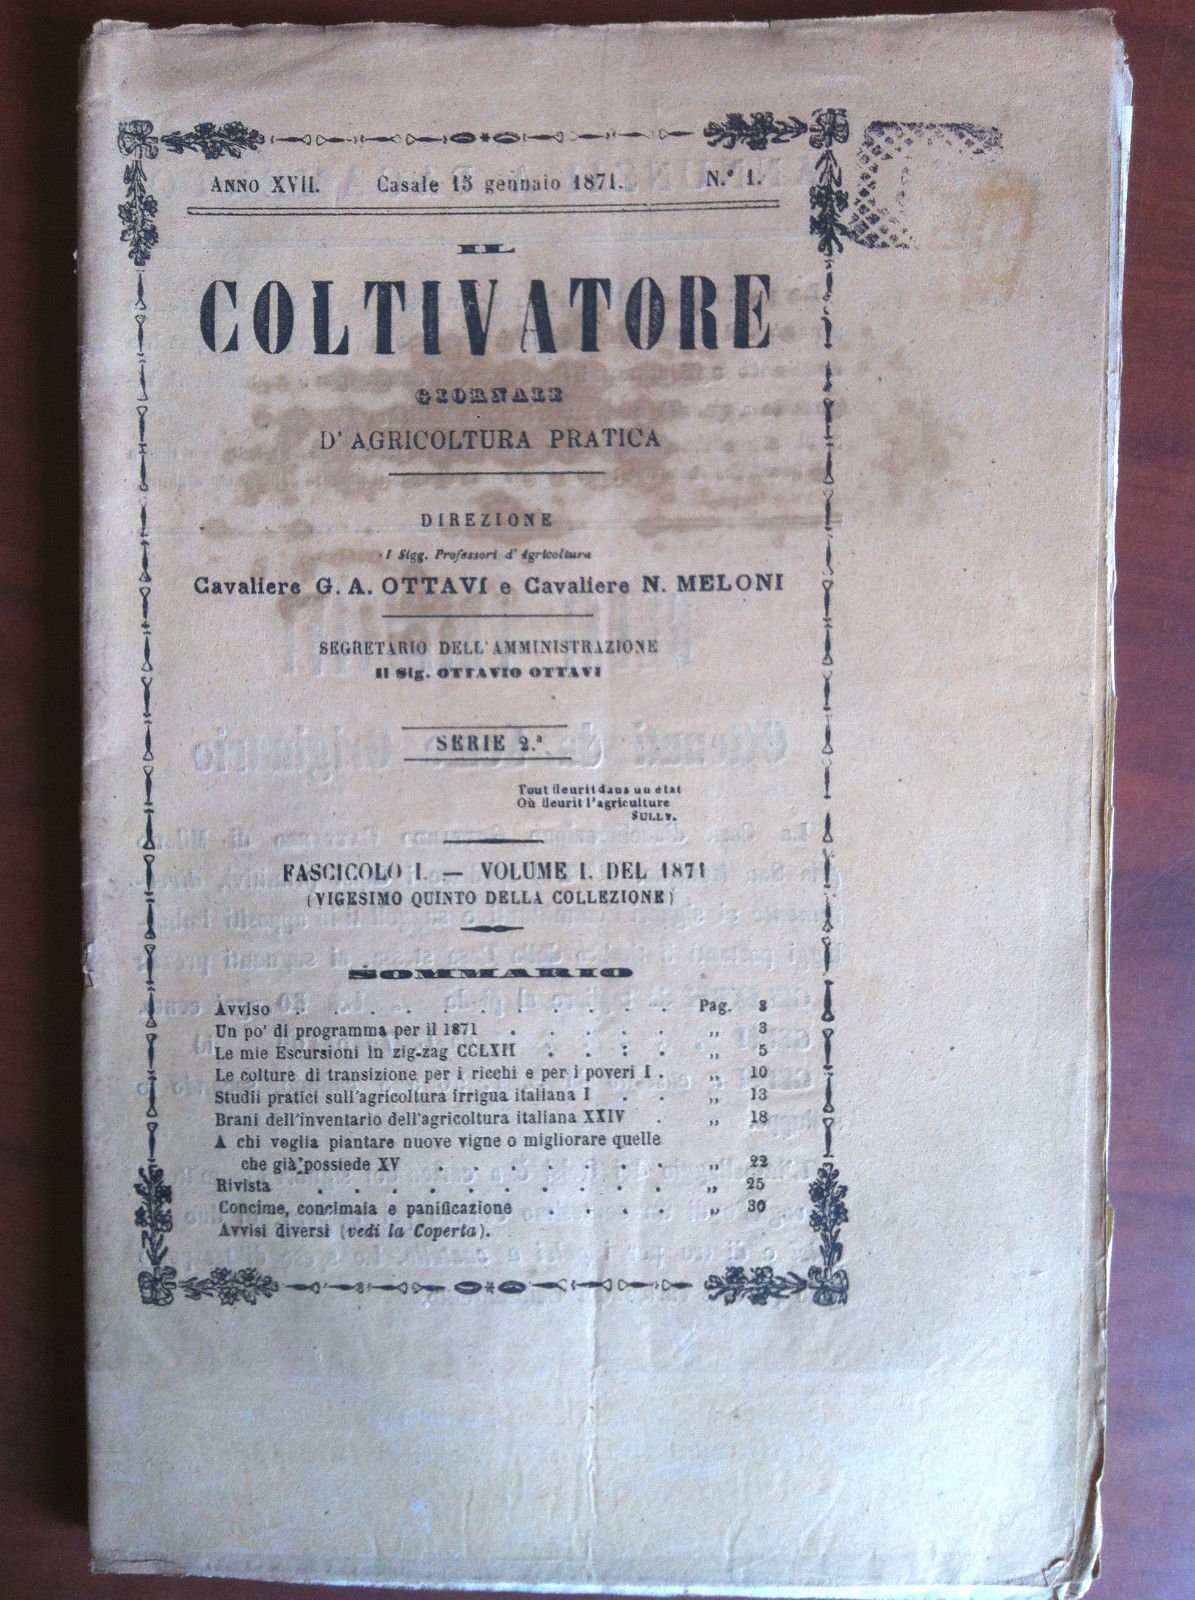 ANNO XVII. Casale 15 gennaio 1871. N.° 1.
IL
COLTIVATORE
GIORNALE
D'AGRICOLTURA PRATICA
DIREZIONE
I Sigg. Professori d'Agricoltura
Cavaliere G. A. OTTAVI e Cavaliere N. MELONI
SEGRETARIO DELL'AMMINISTRAZIONE
Il Sig. OTTAVIO OTTAVI
SERIE 2.ª
Tout fleurit dans un état
Où fleurit l'agriculture
SULLY.
FASCICOLO I. — VOLUME I. DEL 1871
(VIGESIMO QUINTO DELLA COLLEZIONE)
SOMMARIO
Avviso . . . . . . . . . . . Pag. 3
Un po' di programma per il 1871 . . . . . „ 3
Le mie Escursioni in zig-zag CCLXII . . . . „ 5
Le colture di transizione per i ricchi e per i poveri I . „ 10
Studii pratici sull'agricoltura irrigua italiana I . . „ 13
Brani dell'inventario dell'agricoltura italiana XXIV . „ 18
A chi voglia piantare nuove vigne o migliorare quelle
che già possiede XV . . . . . . . „ 22
Rivista . . . . . . . . . . „ 25
Concime, concimaia e panificazione . . . . „ 30
Avvisi diversi (vedi la Coperta).